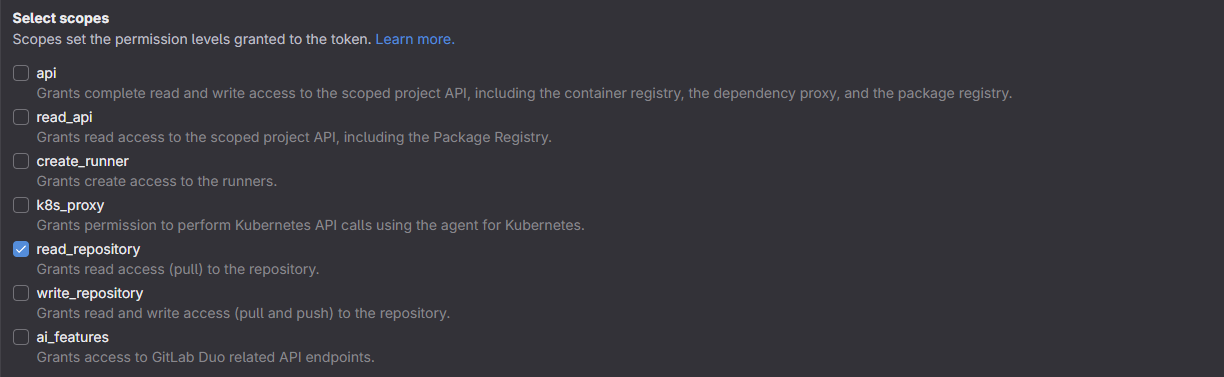 Select scopes
Scopes set the permission levels granted to the token. Learn more.
api
Grants complete read and write access to the scoped project API, including the container registry, the dependency proxy, and the package registry.
read_api
Grants read access to the scoped project API, including the Package Registry.
create_runner
Grants create access to the runners.
k8s_proxy
Grants permission to perform Kubernetes API calls using the agent for Kubernetes.
read_repository
Grants read access (pull) to the repository.
write_repository
Grants read and write access (pull and push) to the repository.
ai_features
Grants access to GitLab Duo related API endpoints.